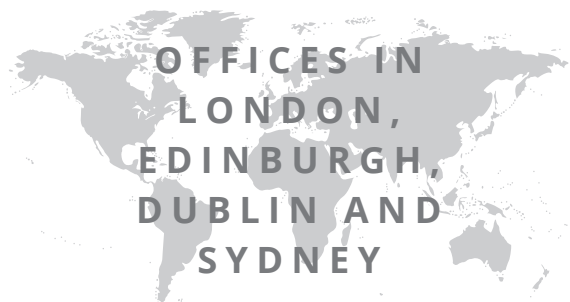 OFFICES IN
LONDON,
EDINBURGH,
DUBLIN AND
SYDNEY